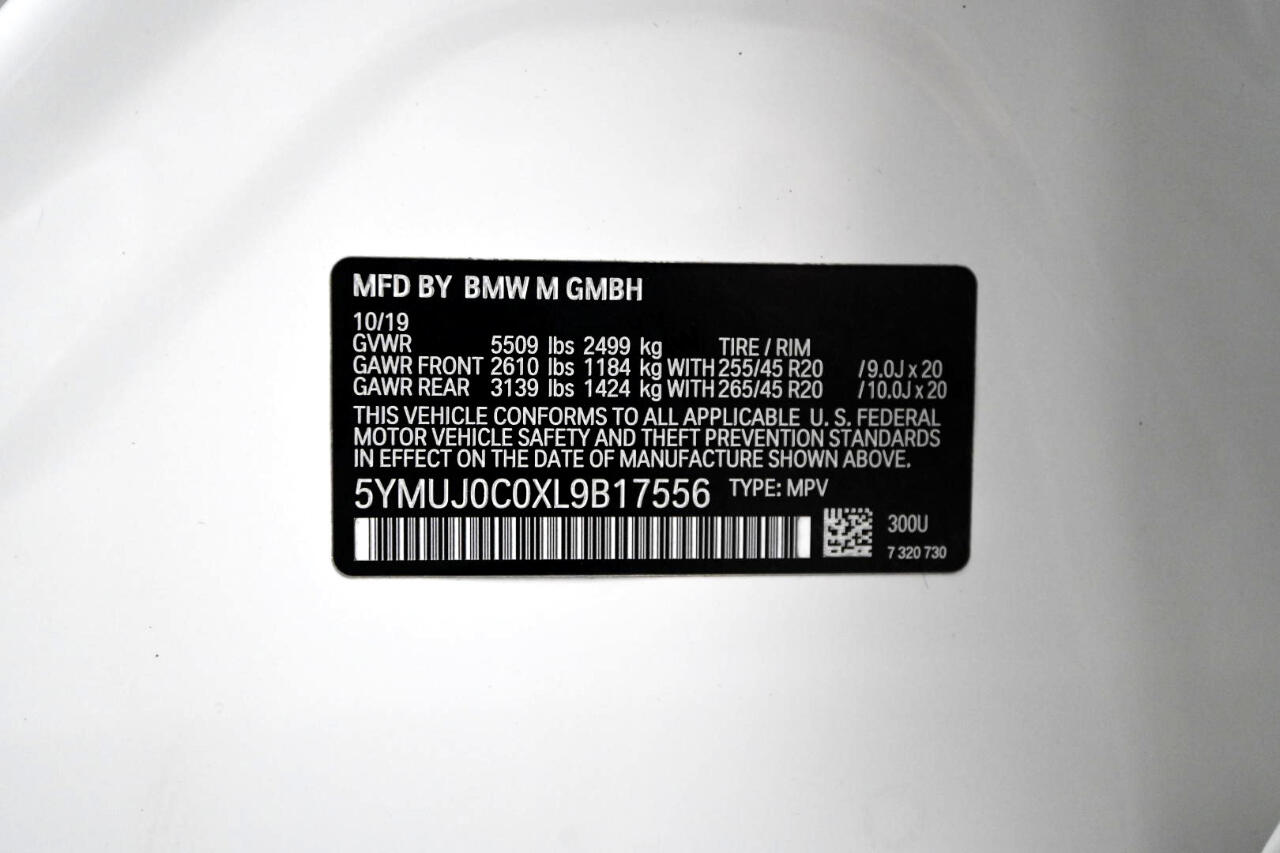 MFD BY BMW M GMBH
10/19
GVWR 5509 lbs 2499 kg TIRE / RIM
GAWR FRONT 2610 lbs 1184 kg WITH 255/45 R20 / 9.0J x 20
GAWR REAR 3139 lbs 1424 kg WITH 265/45 R20 / 10.0J x 20
THIS VEHICLE CONFORMS TO ALL APPLICABLE U. S. FEDERAL
MOTOR VEHICLE SAFETY AND THEFT PREVENTION STANDARDS
IN EFFECT ON THE DATE OF MANUFACTURE SHOWN ABOVE.
5YMUJ0C0XL9B17556 TYPE: MPV
300U
7 320 730